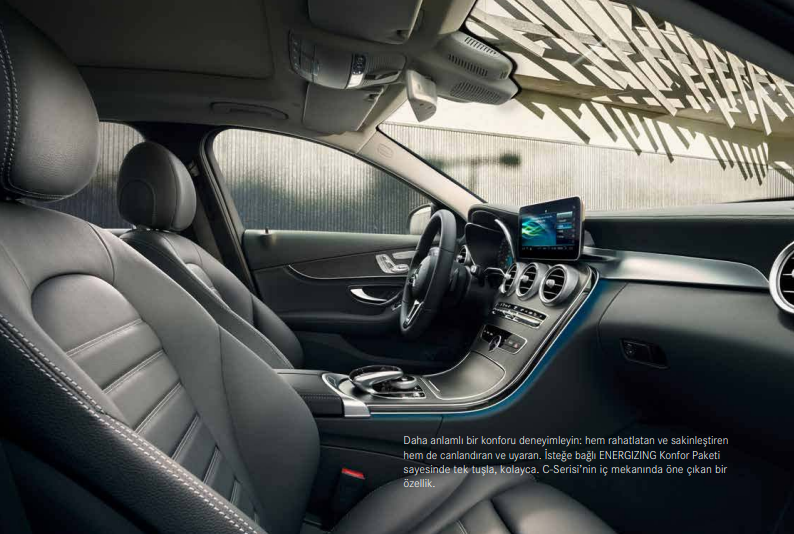 Daha anlamlı bir konforu deneyimleyin: hem rahatlatan ve sakinleştiren
hem de canlandıran ve uyaran. İsteğe bağlı ENERGIZING Konfor Paketi
sayesinde tek tuşla, kolayca. C-Serisi'nin iç mekanında öne çıkan bir
özellik.